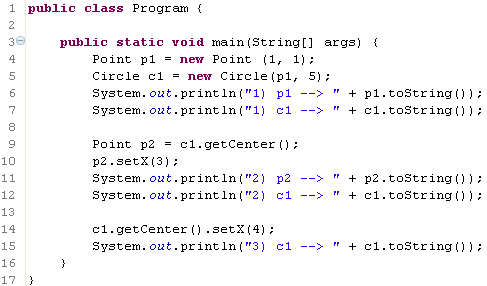 1 public class Program {
2
3 public static void main(String[] args) {
4 Point p1 = new Point (1, 1);
5 Circle c1 = new Circle(p1, 5);
6 System.out.println("1) p1 --> " + p1.toString());
7 System.out.println("1) c1 --> " + c1.toString());
8
9 Point p2 = c1.getCenter();
10 p2.setX(3);
11 System.out.println("2) p2 --> " + p2.toString());
12 System.out.println("2) c1 --> " + c1.toString());
13
14 c1.getCenter().setX(4);
15 System.out.println("3) c1 --> " + c1.toString());
16 }
17 }